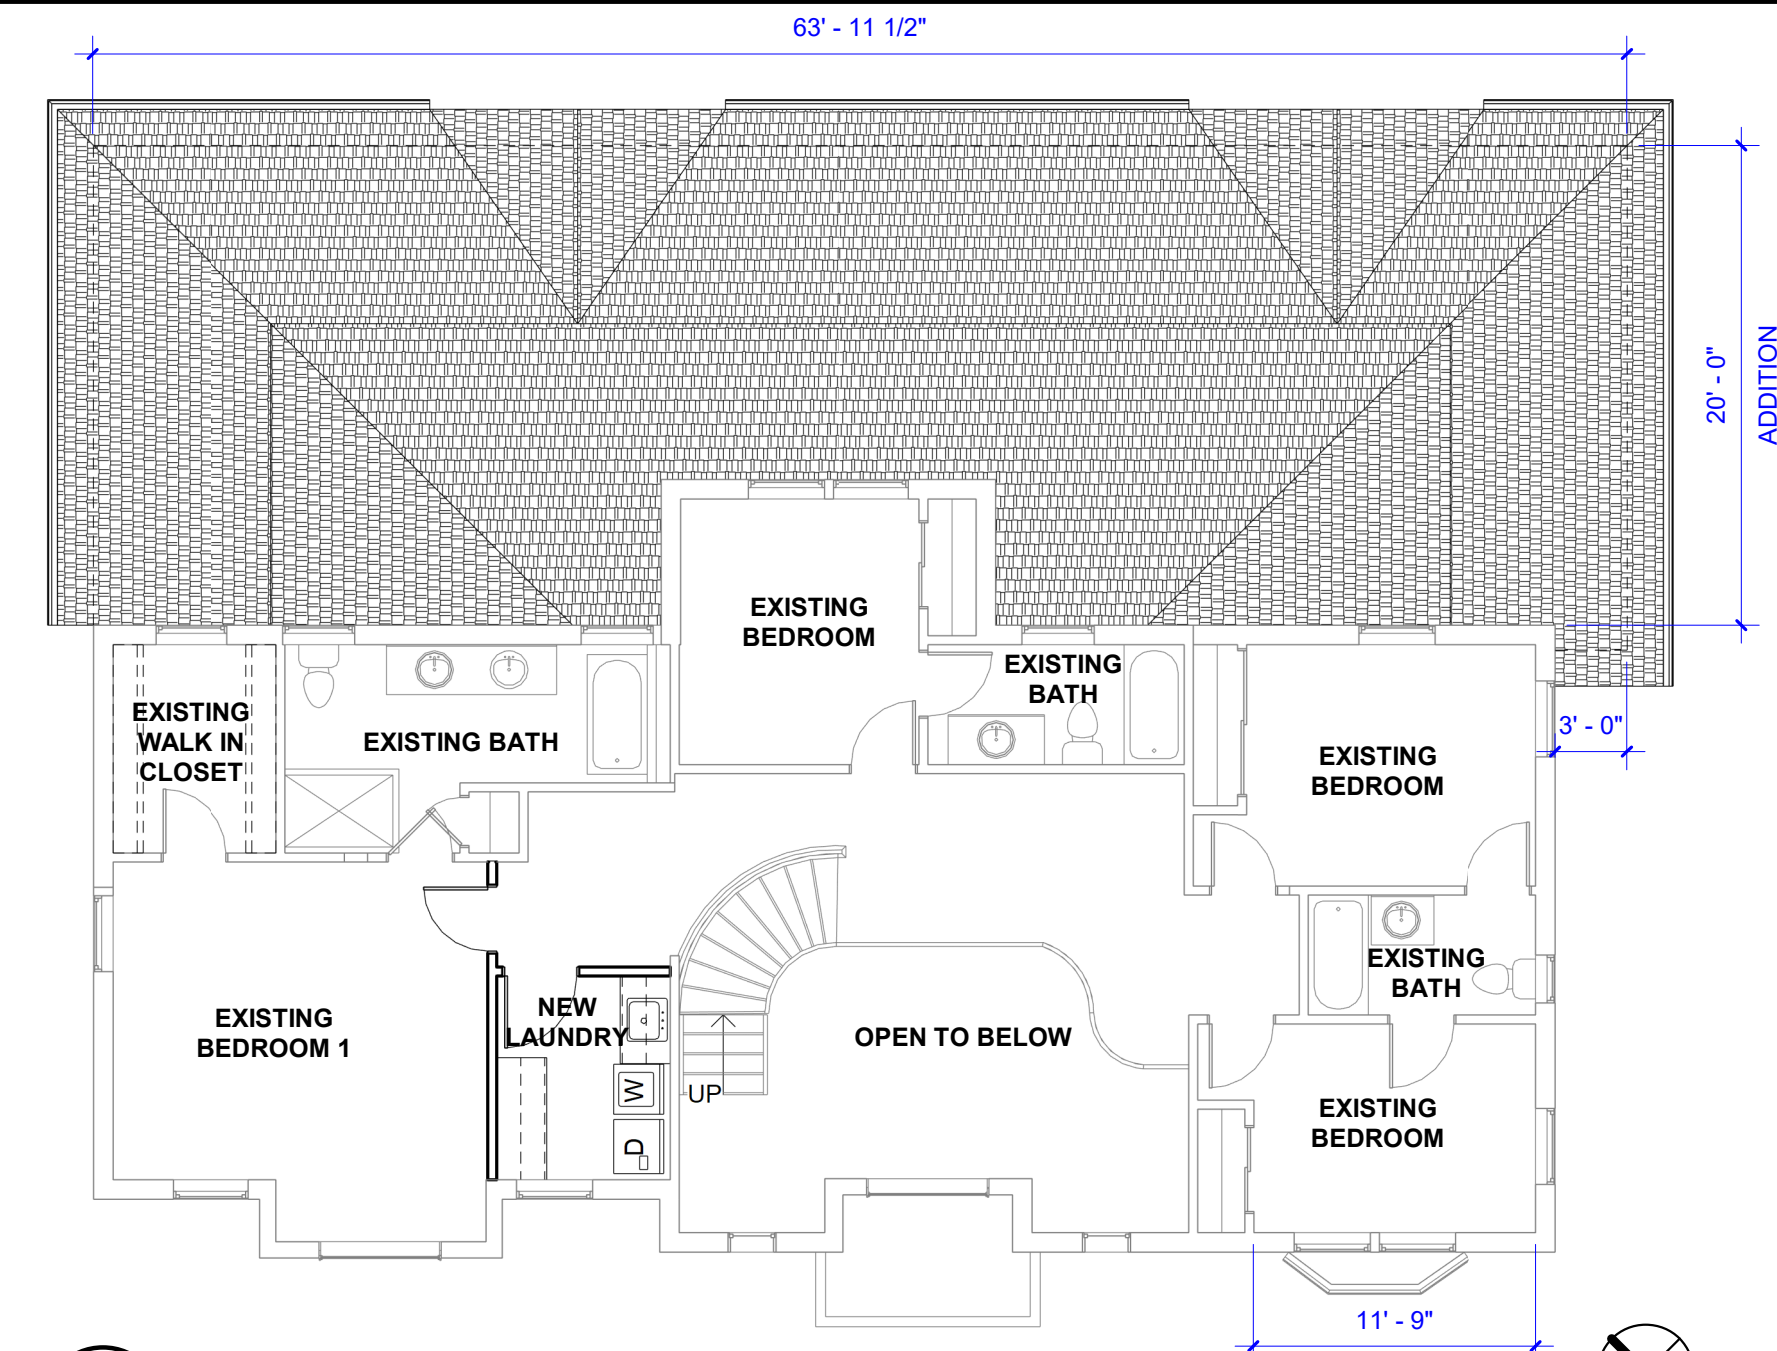 63' - 11 1/2"
20' - 0"
ADDITION
EXISTING
BEDROOM
EXISTING
BATH
EXISTING
WALK IN
CLOSET
EXISTING BATH
3' - 0"
EXISTING
BEDROOM
EXISTING
BATH
EXISTING
BEDROOM 1
NEW
LAUNDRY
OPEN TO BELOW
W
UP
D
EXISTING
BEDROOM
11' - 9"